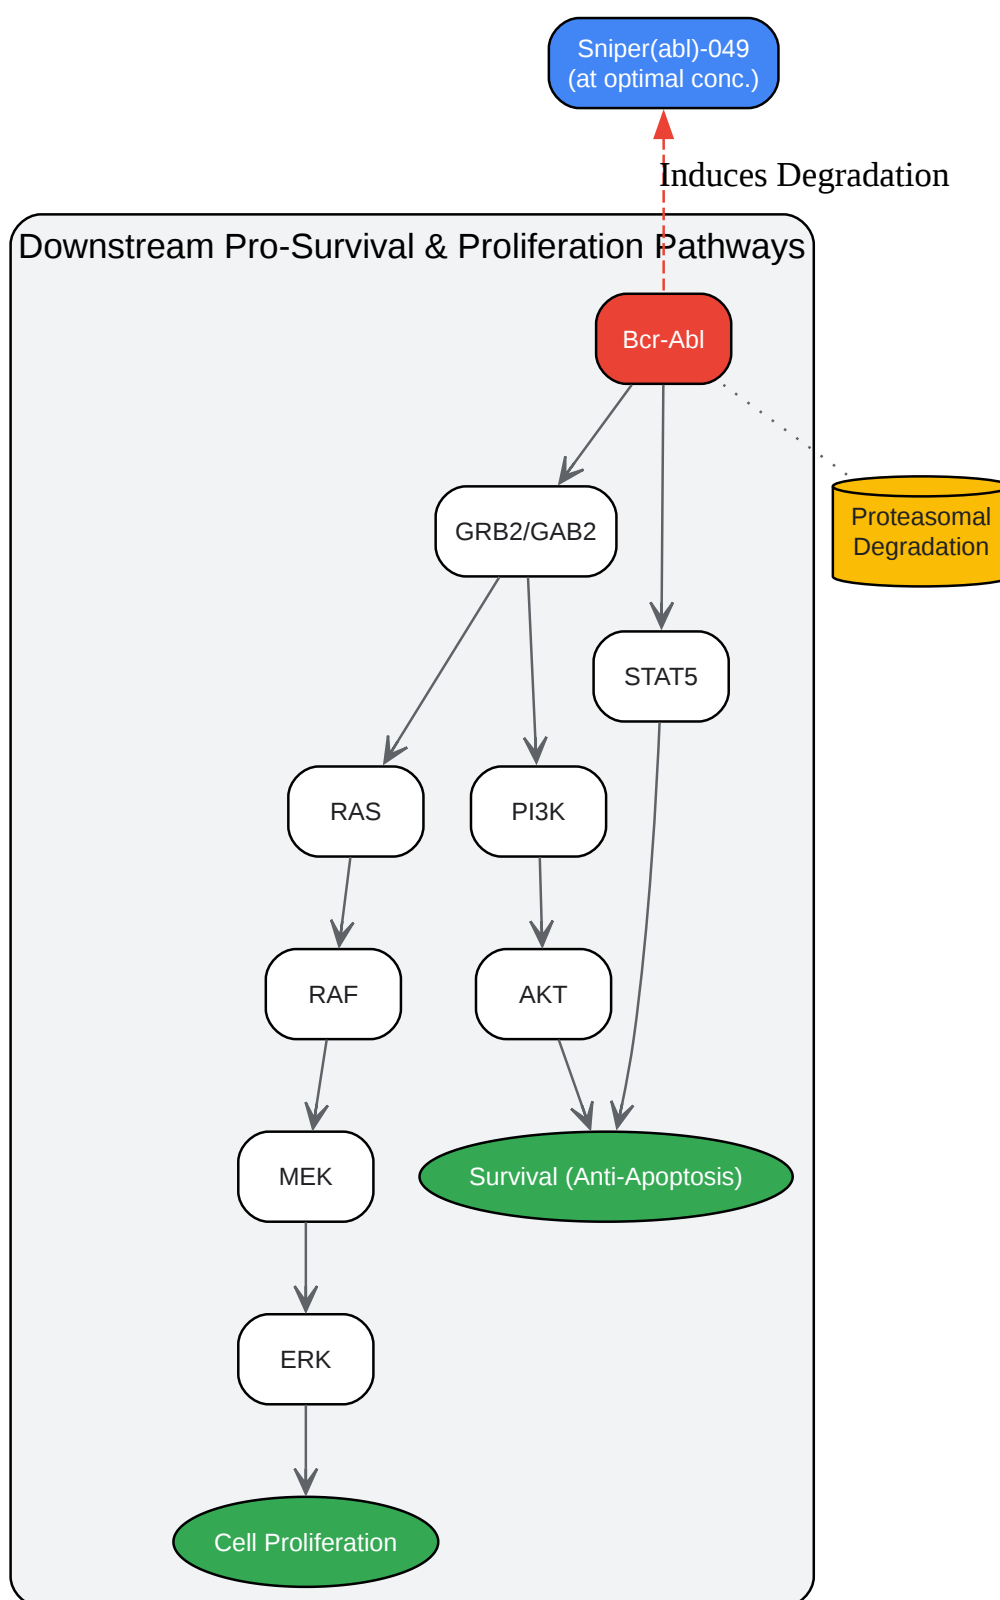 Sniper(abl)-049
(at optimal conc.)
Induces Degradation
Downstream Pro-Survival & Proliferation Pathways
Bcr-Abl
GRB2/GAB2
Proteasomal
Degradation
STAT5
RAS
PI3K
RAF
AKT
MEK
Survival (Anti-Apoptosis)
ERK
Cell Proliferation